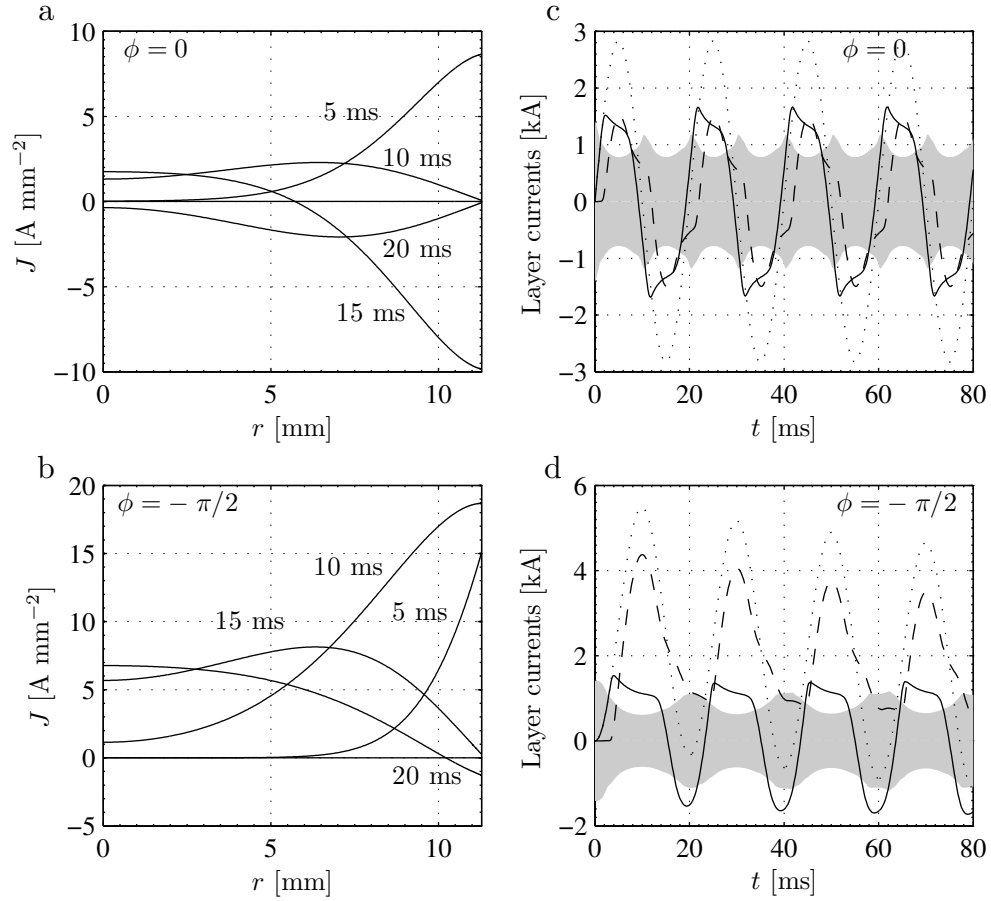 a
ϕ = 0
J [A mm⁻²]
10
5
0
−5
−10
5 ms
10 ms
20 ms
15 ms
0
5
10
r [mm]
c
ϕ = 0
Layer currents [kA]
3
2
1
0
−1
−2
−3
0
20
40
60
80
t [ms]
b
ϕ = − π/2
J [A mm⁻²]
20
15
10
5
0
−5
10 ms
15 ms
5 ms
20 ms
0
5
10
r [mm]
d
ϕ = − π/2
Layer currents [kA]
6
4
2
0
−2
0
20
40
60
80
t [ms]